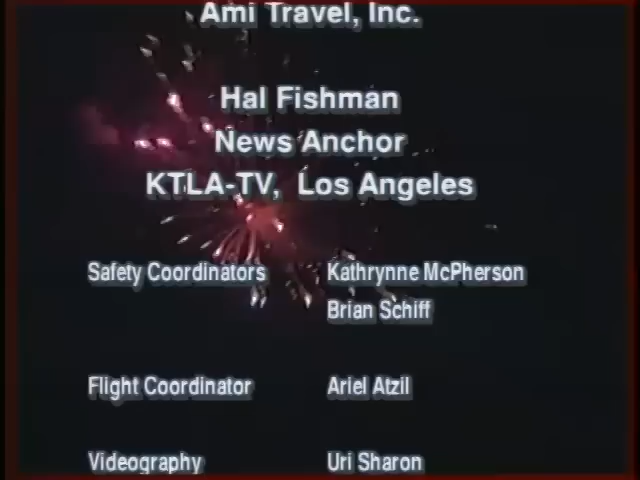 Ami Travel, Inc.
Hal Fishman
News Anchor
KTLA-TV, Los Angeles
Safety Coordinators Kathrynne McPherson
Brian Schiff
Flight Coordinator Ariel Atzil
Videography Uri Sharon